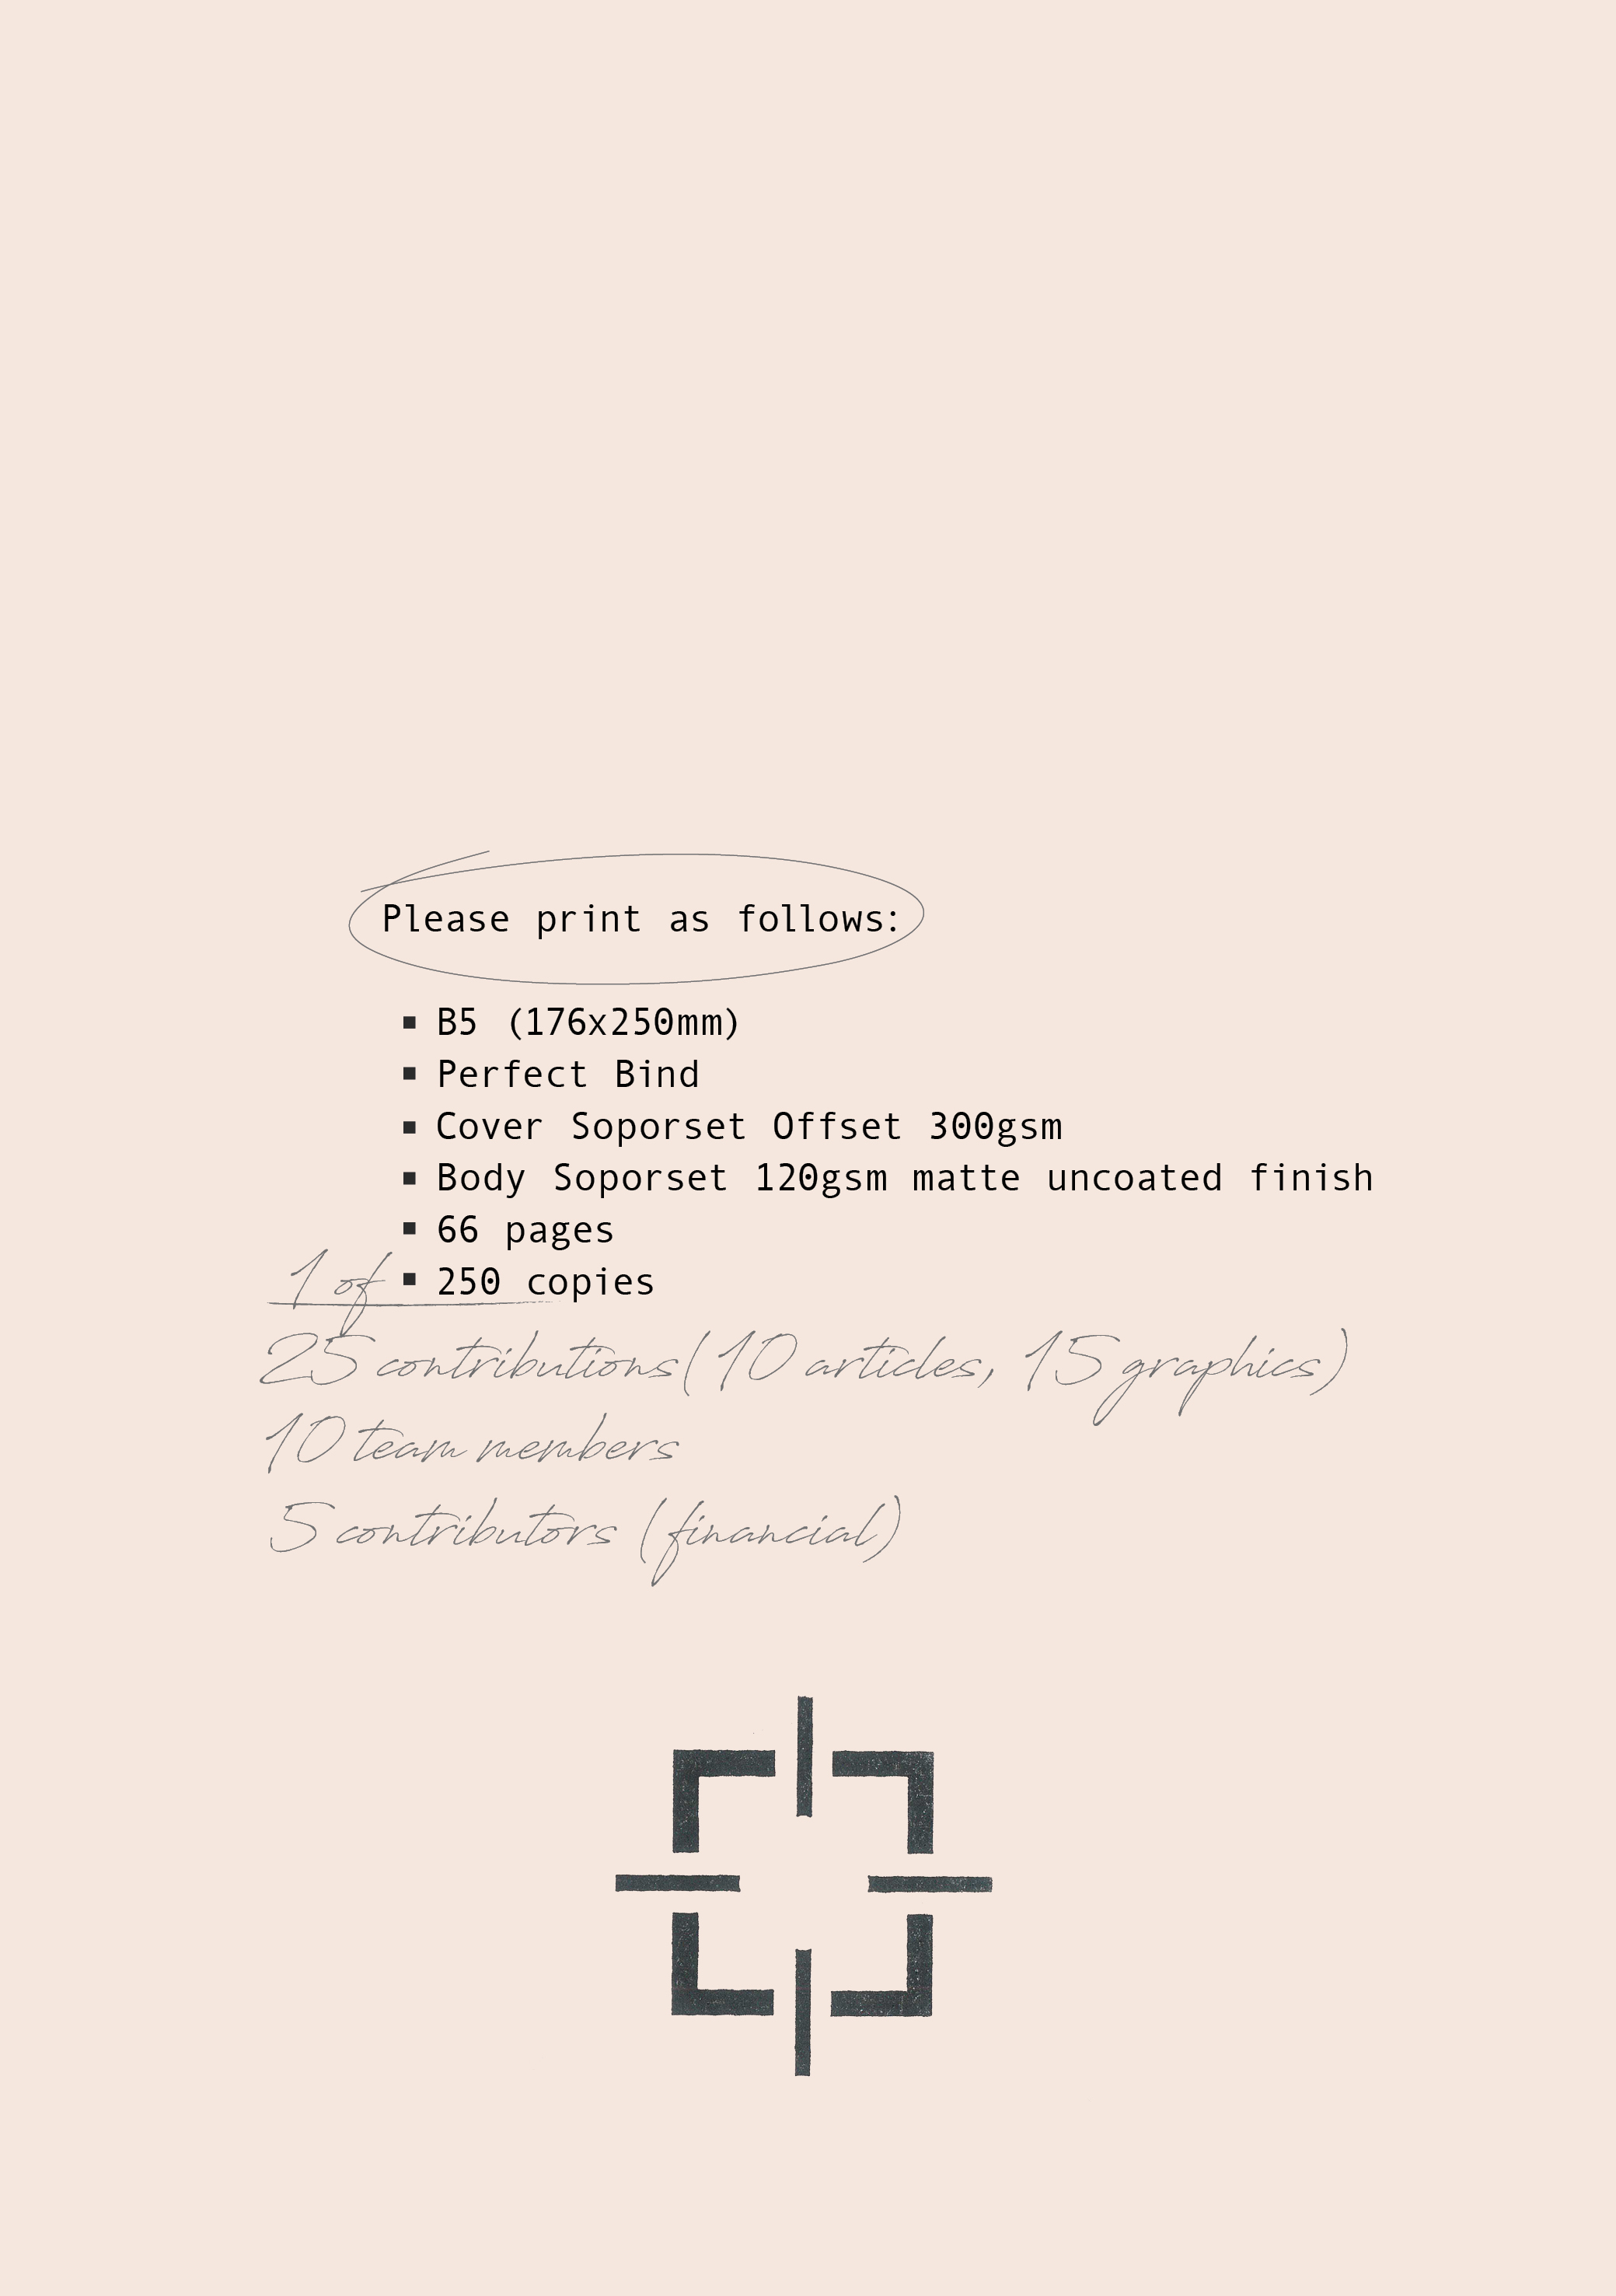 Please print as follows:
▪ B5 (176x250mm)
▪ Perfect Bind
▪ Cover Soporset Offset 300gsm
▪ Body Soporset 120gsm matte uncoated finish
▪ 66 pages
1 of ▪ 250 copies
25 contributions (10 articles, 15 graphics)
10 team members
5 contributors (financial)